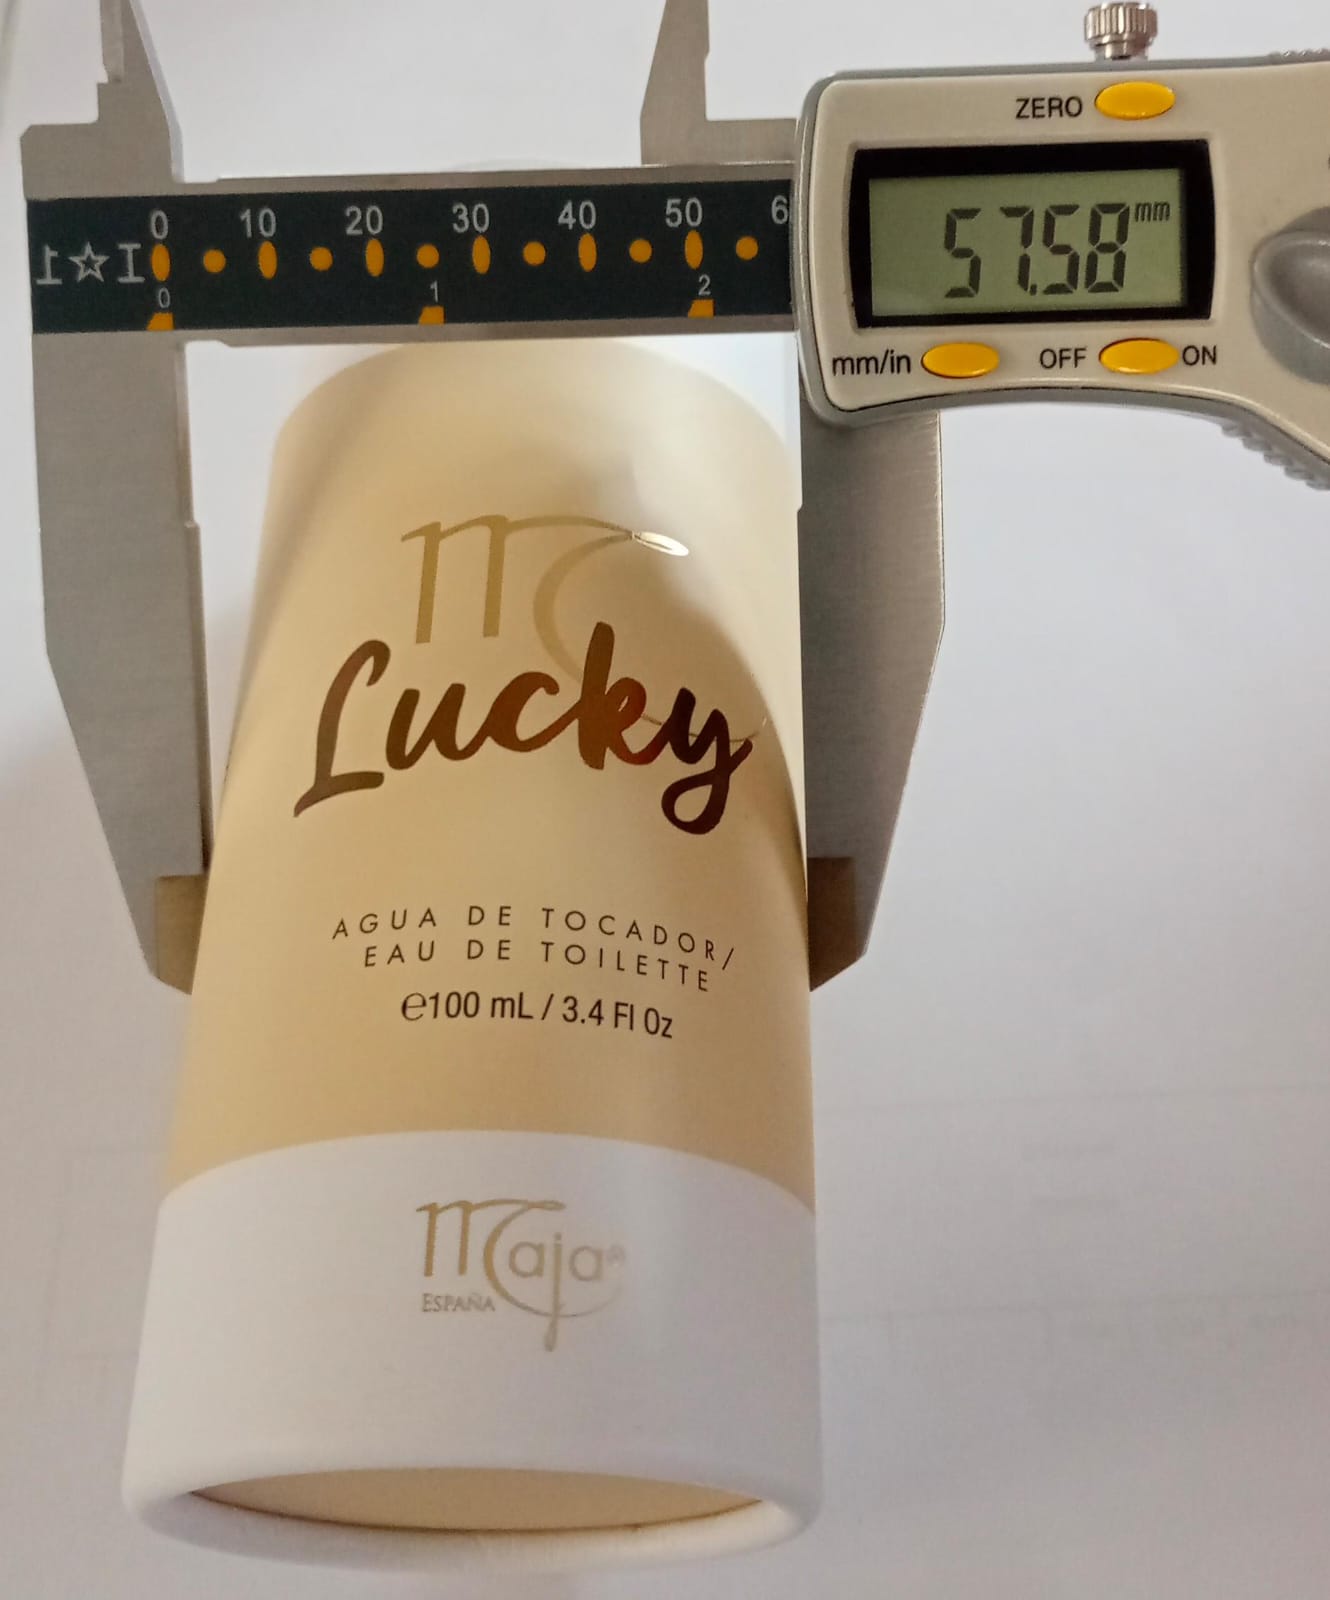 ZERO
57.58 mm
mm/in OFF ON
0 10 20 30 40 50 6
0 1 2
Lucky
AGUA DE TOCADOR/
EAU DE TOILETTE
℮100 mL / 3.4 Fl Oz
Maja®
ESPAÑA